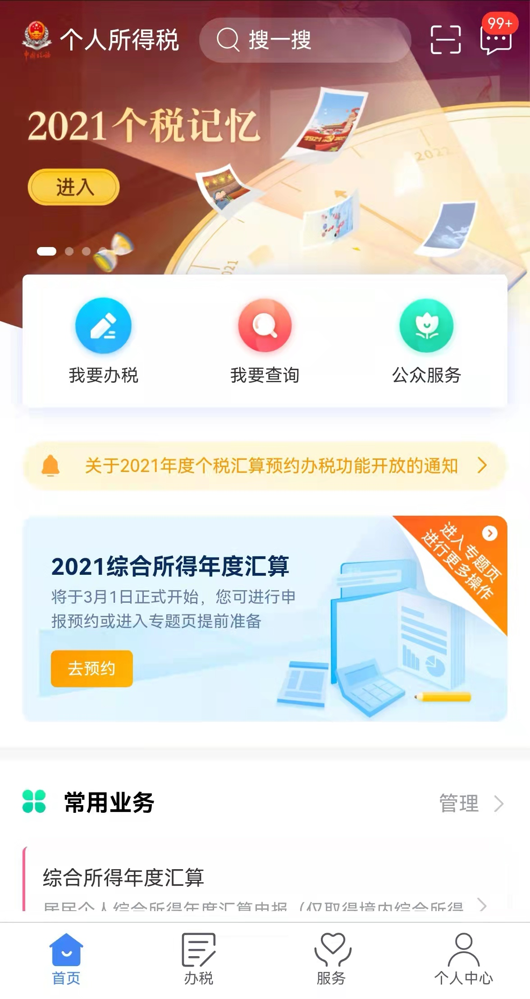 个人所得税
搜一搜
99+
中国税务
2021个税记忆
进入
1921
2022
2021
我要办税
我要查询
公众服务
关于2021年度个税汇算预约办税功能开放的通知
进入专题页
进行更多操作
2021综合所得年度汇算
将于3月1日正式开始，您可进行申
报预约或进入专题页提前准备
去预约
常用业务
管理
综合所得年度汇算
居民个人综合所得年度汇算申报（仅取得境内综合所得
首页
办税
服务
个人中心